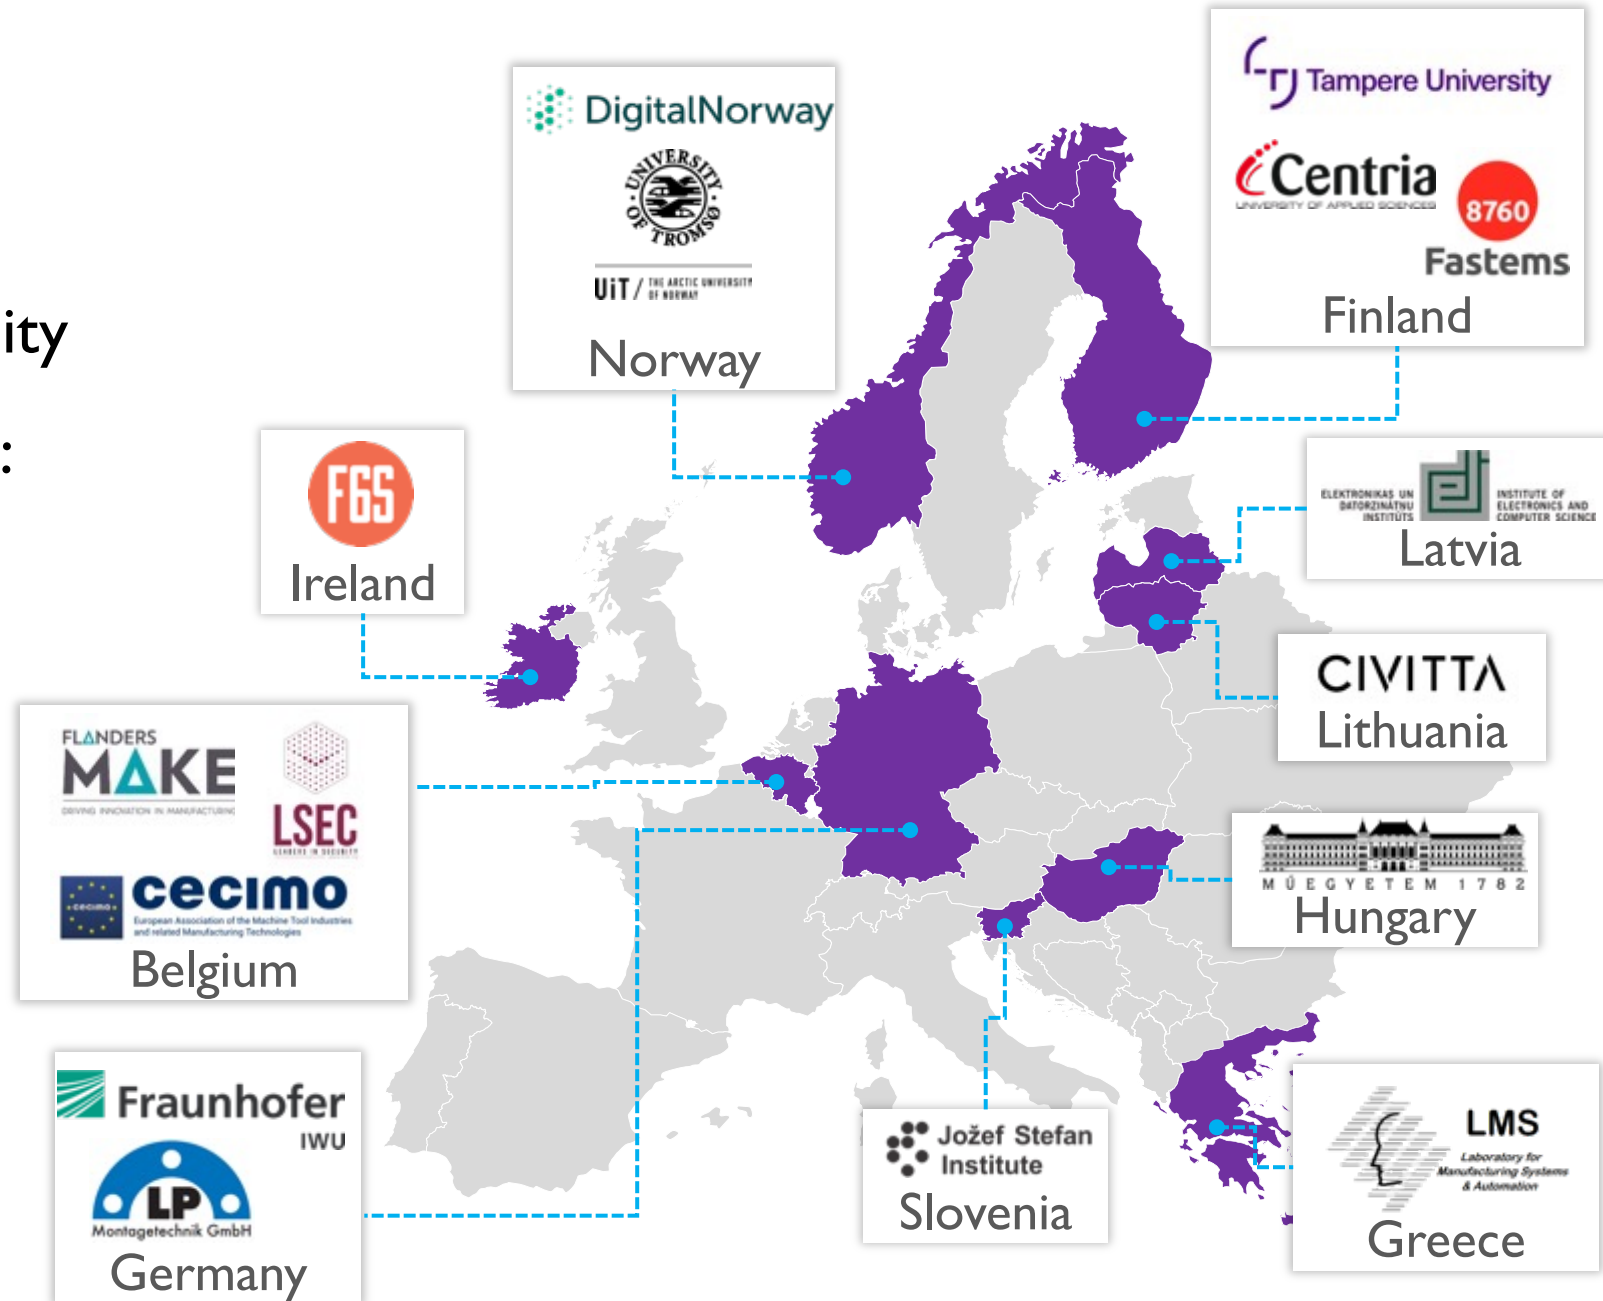 ity
:
DigitalNorway
UNIVERSITY
OF TROMSØ
UiT / THE ARCTIC UNIVERSITY
OF NORWAY
Norway
Tampere University
Centria
UNIVERSITY OF APPLIED SCIENCES
8760
Fastems
Finland
F6S
Ireland
ELEKTRONIKAS UN
DATORZINĀTŅU
INSTITŪTS
INSTITUTE OF
ELECTRONICS AND
COMPUTER SCIENCE
Latvia
CIVITTA
Lithuania
FLANDERS
MAKE
DRIVING INNOVATION IN MANUFACTURING
LSEC
LEADERS IN SECURITY
cecimo
cecimo
European Association of the Machine Tool Industries
and related Manufacturing Technologies
Belgium
MŰEGYETEM 1782
Hungary
Fraunhofer
IWU
LP
Montagetechnik GmbH
Germany
Jožef Stefan
Institute
Slovenia
LMS
Laboratory for
Manufacturing Systems
& Automation
Greece